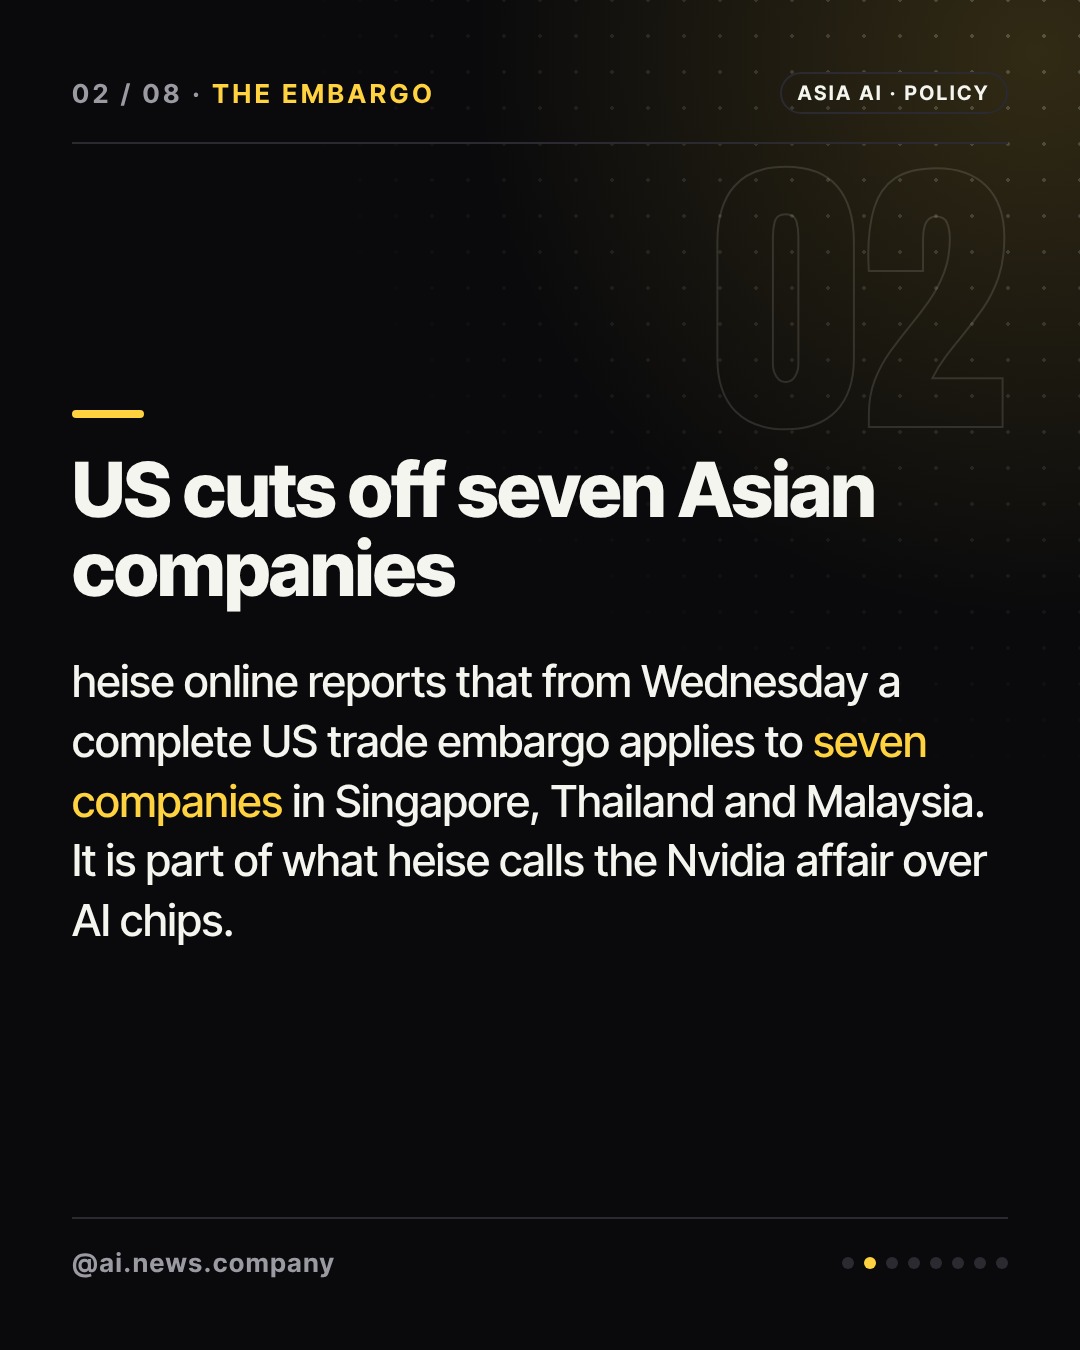 02 / 08 · THE EMBARGO
ASIA AI · POLICY
02
US cuts off seven Asian
companies
heise online reports that from Wednesday a
complete US trade embargo applies to seven
companies in Singapore, Thailand and Malaysia.
It is part of what heise calls the Nvidia affair over
AI chips.
@ai.news.company